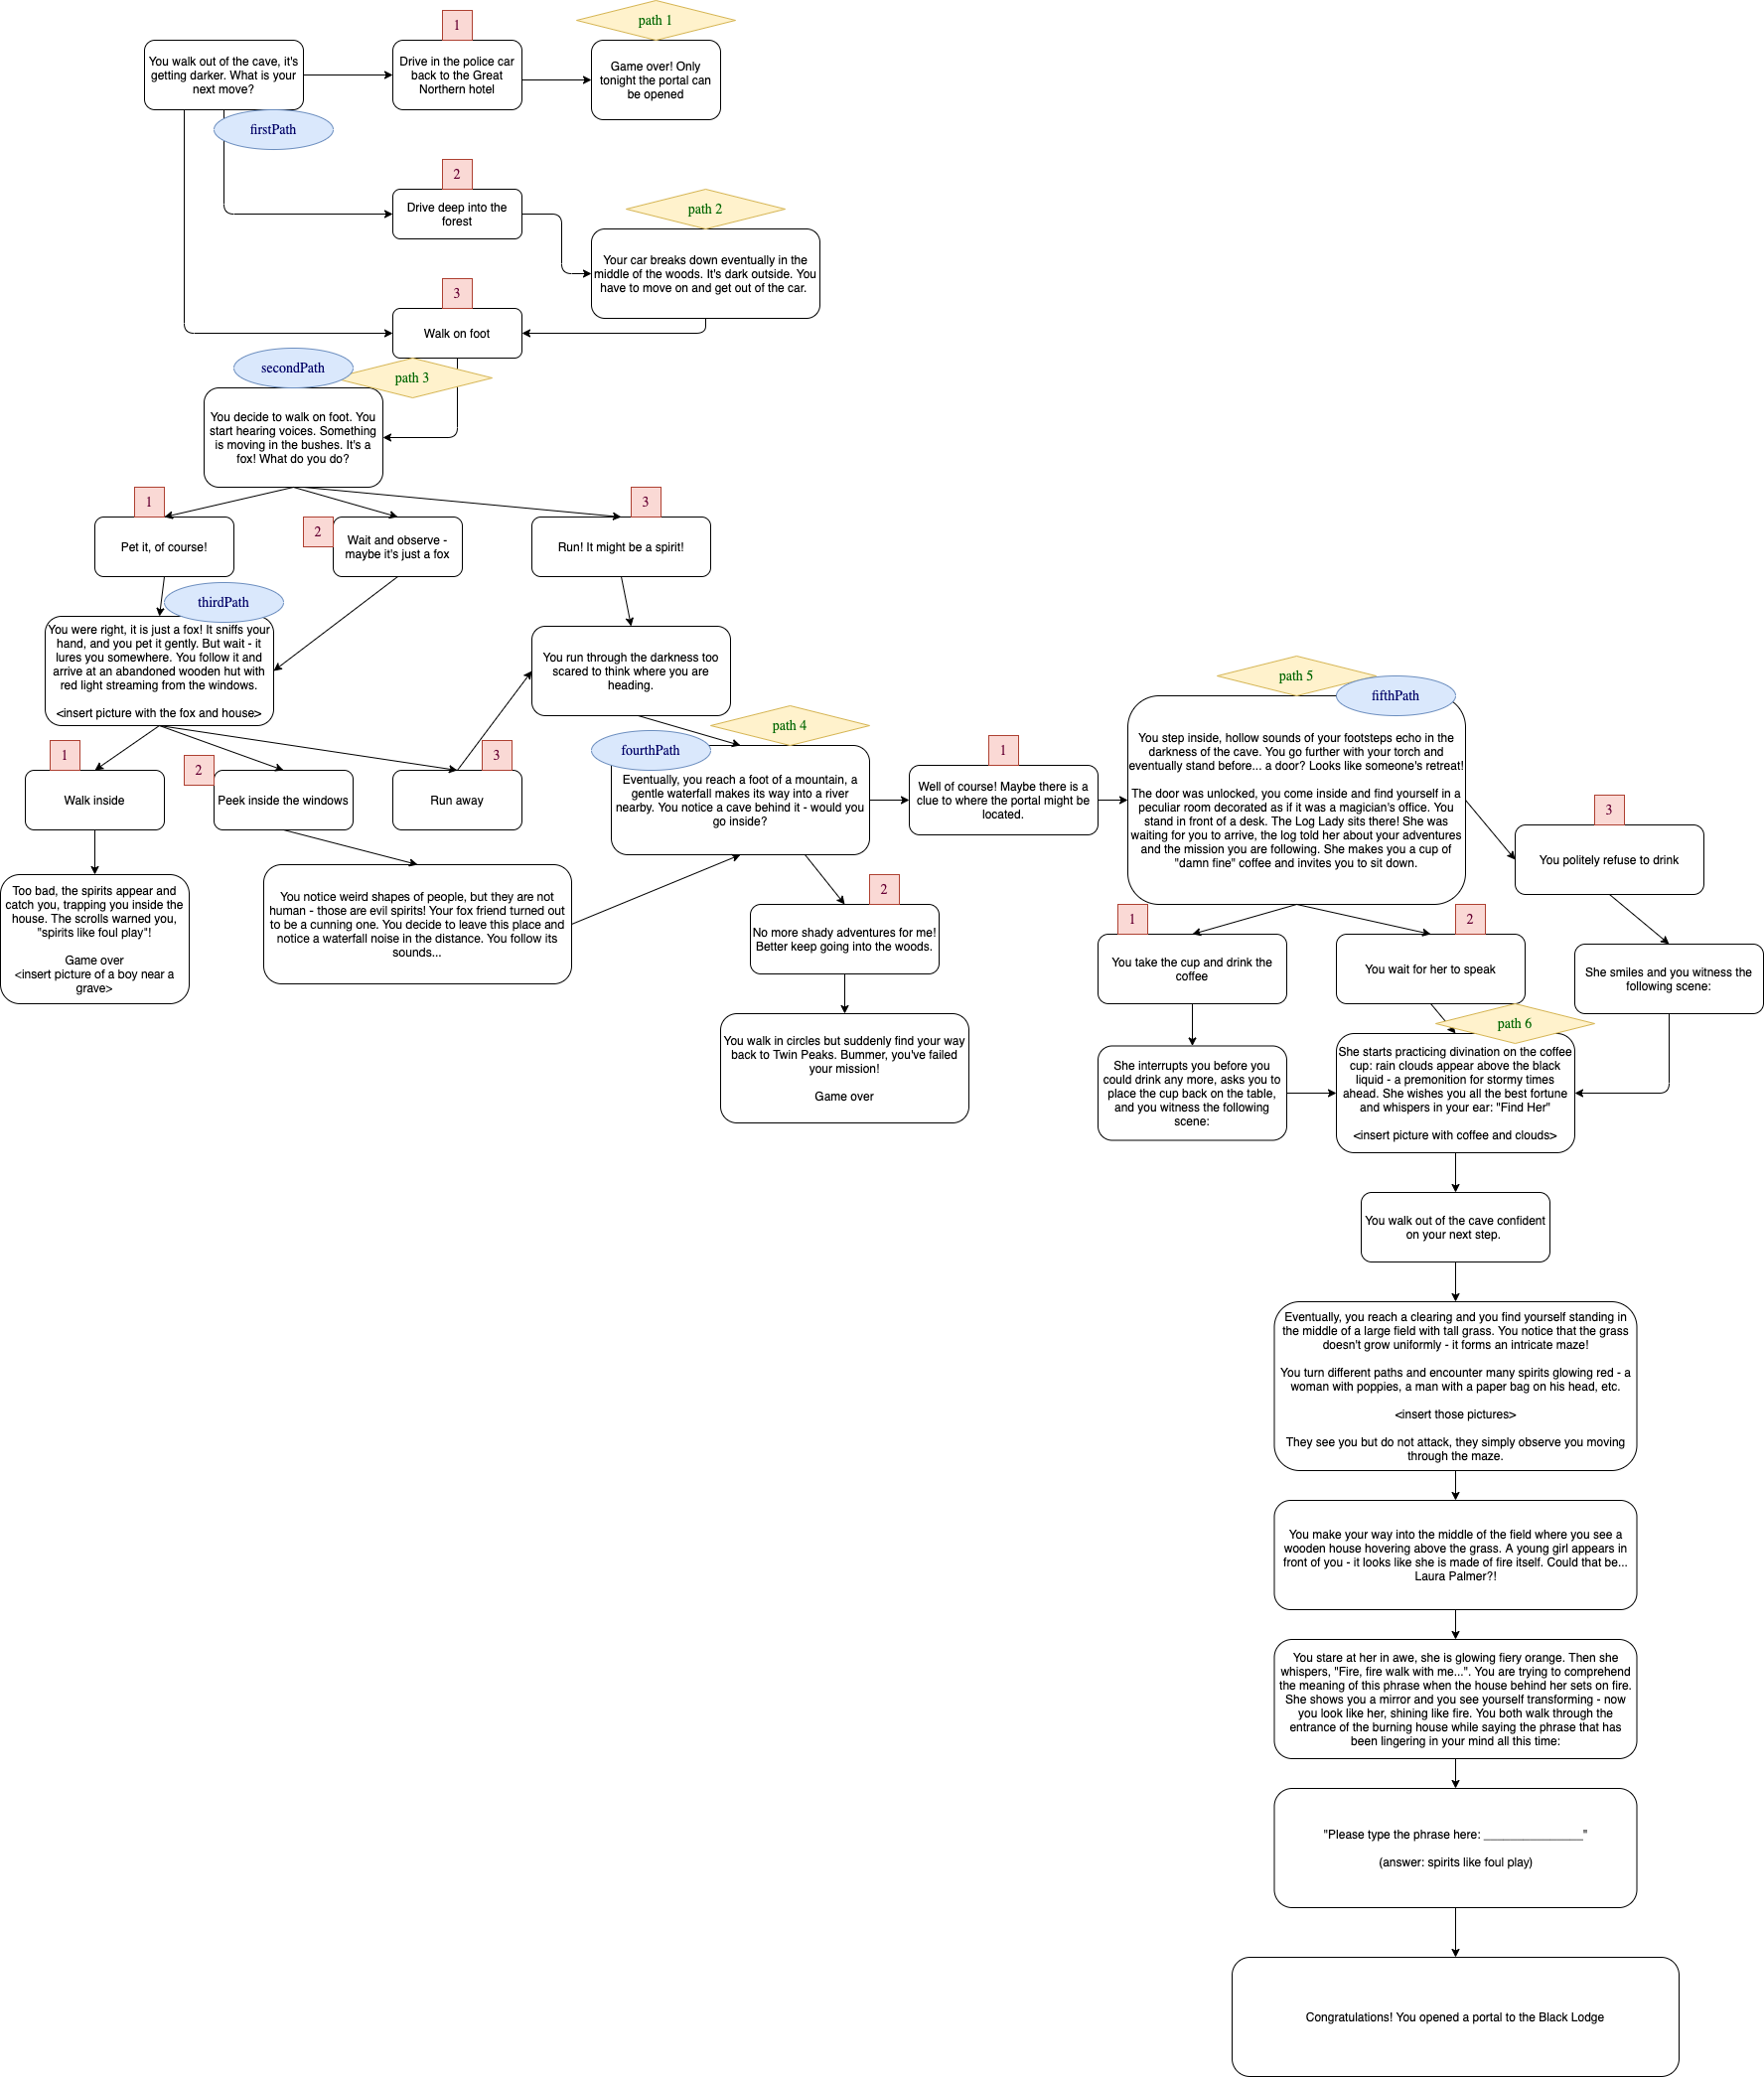 path 1
1
You walk out of the cave, it's
getting darker. What is your
next move?
Drive in the police car
back to the Great
Northern hotel
Game over! Only
tonight the portal can
be opened
firstPath
2
Drive deep into the
forest
path 2
Your car breaks down eventually in the
middle of the woods. It's dark outside. You
have to move on and get out of the car.
3
Walk on foot
secondPath
path 3
You decide to walk on foot. You
start hearing voices. Something
is moving in the bushes. It's a
fox! What do you do?
1
Pet it, of course!
2
Wait and observe -
maybe it's just a fox
3
Run! It might be a spirit!
thirdPath
You were right, it is just a fox! It sniffs your
hand, and you pet it gently. But wait - it
lures you somewhere. You follow it and
arrive at an abandoned wooden hut with
red light streaming from the windows.
<insert picture with the fox and house>
You run through the darkness too
scared to think where you are
heading.
1
Walk inside
2
Peek inside the windows
3
Run away
Too bad, the spirits appear and
catch you, trapping you inside the
house. The scrolls warned you,
"spirits like foul play"!
Game over
<insert picture of a boy near a
grave>
You notice weird shapes of people, but they are not
human - those are evil spirits! Your fox friend turned out
to be a cunning one. You decide to leave this place and
notice a waterfall noise in the distance. You follow its
sounds...
path 4
fourthPath
Eventually, you reach a foot of a mountain, a
gentle waterfall makes its way into a river
nearby. You notice a cave behind it - would you
go inside?
1
Well of course! Maybe there is a
clue to where the portal might be
located.
2
No more shady adventures for me!
Better keep going into the woods.
You walk in circles but suddenly find your way
back to Twin Peaks. Bummer, you've failed
your mission!
Game over
path 5
fifthPath
You step inside, hollow sounds of your footsteps echo in the
darkness of the cave. You go further with your torch and
eventually stand before... a door? Looks like someone's retreat!
The door was unlocked, you come inside and find yourself in a
peculiar room decorated as if it was a magician's office. You
stand in front of a desk. The Log Lady sits there! She was
waiting for you to arrive, the log told her about your adventures
and the mission you are following. She makes you a cup of
"damn fine" coffee and invites you to sit down.
1
You take the cup and drink the
coffee
2
You wait for her to speak
3
You politely refuse to drink
She smiles and you witness the
following scene:
She interrupts you before you
could drink any more, asks you to
place the cup back on the table,
and you witness the following
scene:
path 6
She starts practicing divination on the coffee
cup: rain clouds appear above the black
liquid - a premonition for stormy times
ahead. She wishes you all the best fortune
and whispers in your ear: "Find Her"
<insert picture with coffee and clouds>
You walk out of the cave confident
on your next step.
Eventually, you reach a clearing and you find yourself standing in
the middle of a large field with tall grass. You notice that the grass
doesn't grow uniformly - it forms an intricate maze!
You turn different paths and encounter many spirits glowing red - a
woman with poppies, a man with a paper bag on his head, etc.
<insert those pictures>
They see you but do not attack, they simply observe you moving
through the maze.
You make your way into the middle of the field where you see a
wooden house hovering above the grass. A young girl appears in
front of you - it looks like she is made of fire itself. Could that be...
Laura Palmer?!
You stare at her in awe, she is glowing fiery orange. Then she
whispers, "Fire, fire walk with me...". You are trying to comprehend
the meaning of this phrase when the house behind her sets on fire.
She shows you a mirror and you see yourself transforming - now
you look like her, shining like fire. You both walk through the
entrance of the burning house while saying the phrase that has
been lingering in your mind all this time:
"Please type the phrase here: _______________"
(answer: spirits like foul play)
Congratulations! You opened a portal to the Black Lodge